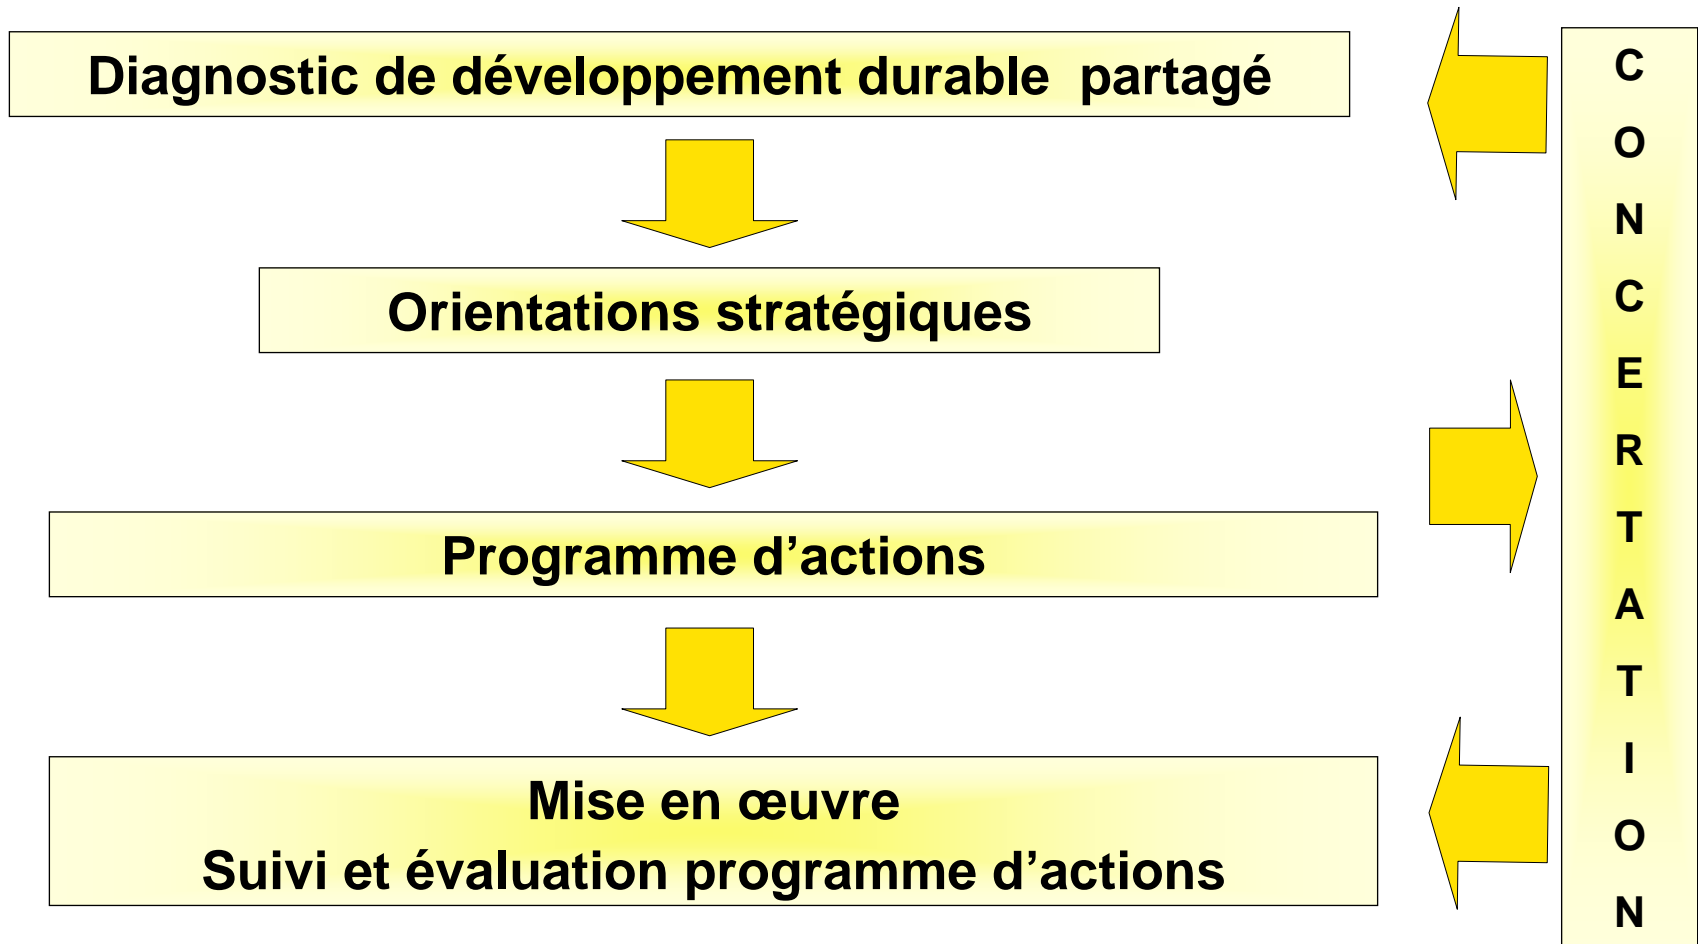 Diagnostic de développement durable  partagé
Orientations stratégiques
Programme d’actions
Mise en œuvre
Suivi et évaluation programme d’actions
C
O
N
C
E
R
T
A
T
I
O
N